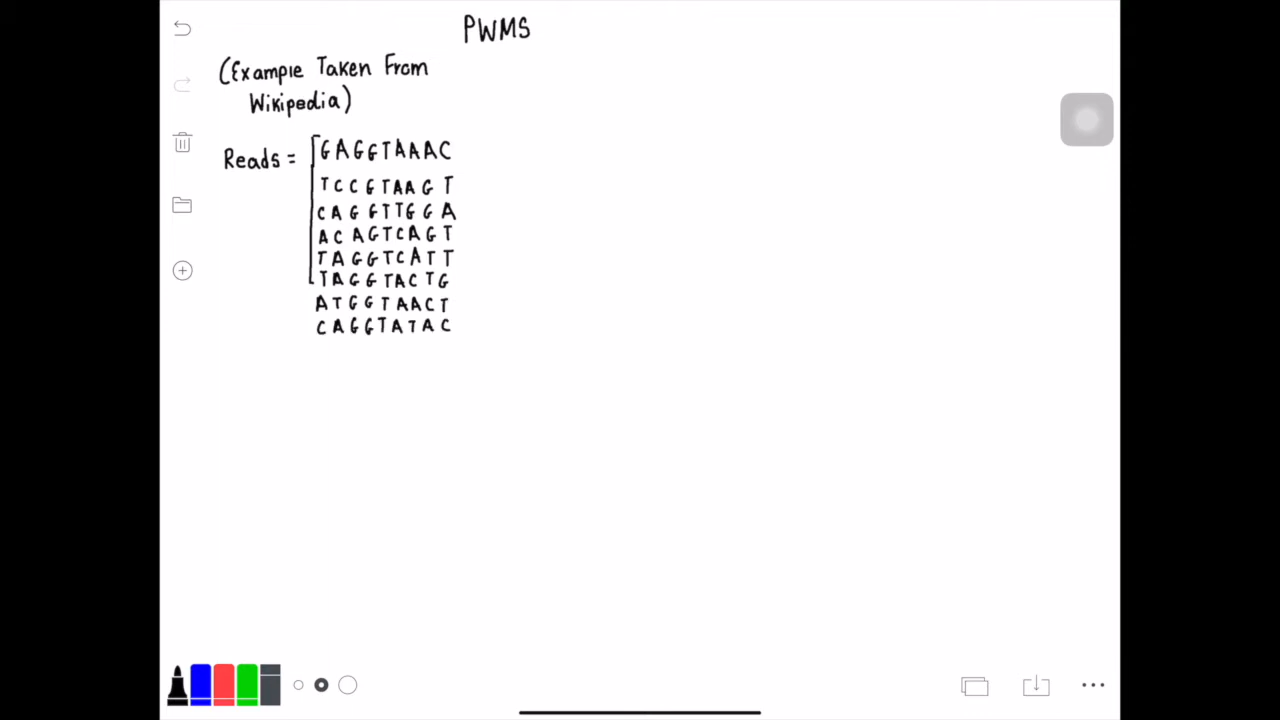 PWMS
(Example Taken From
Wikipedia)
Reads =
GAGGTAAAC
TCCGTAAGT
CAGGTTGGA
ACAGTCAGT
TAGGTCATT
TAGGTACTG
ATGGTAACT
CAGGTATAC